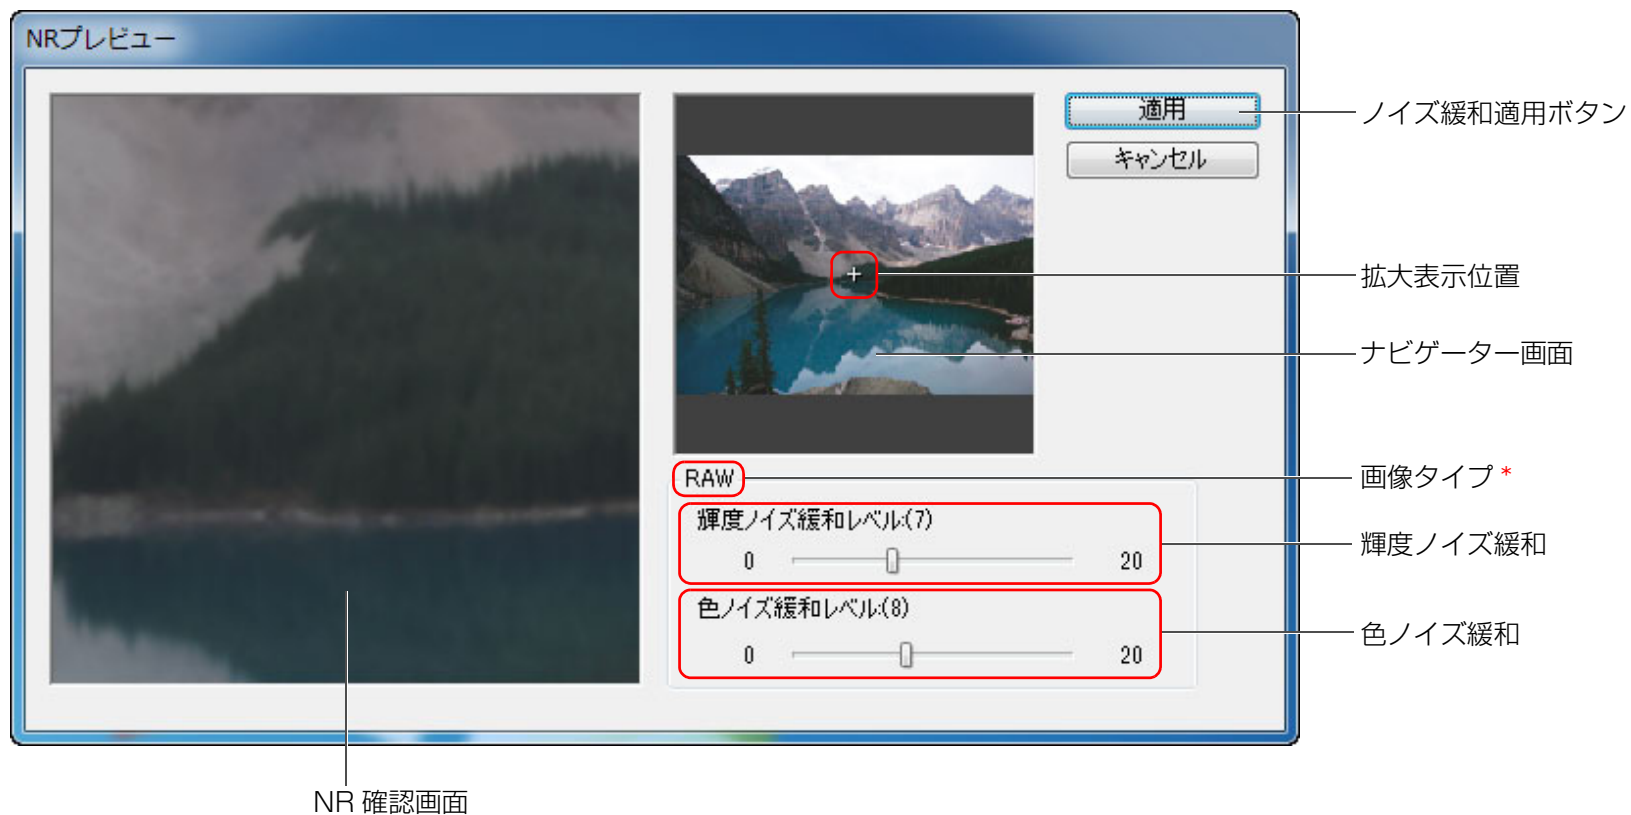 NRプレビュー
適用
キャンセル
ノイズ緩和適用ボタン
拡大表示位置
ナビゲーター画面
RAW
画像タイプ *
輝度ノイズ緩和レベル:(7)
0 20
輝度ノイズ緩和
色ノイズ緩和レベル:(8)
0 20
色ノイズ緩和
NR 確認画面